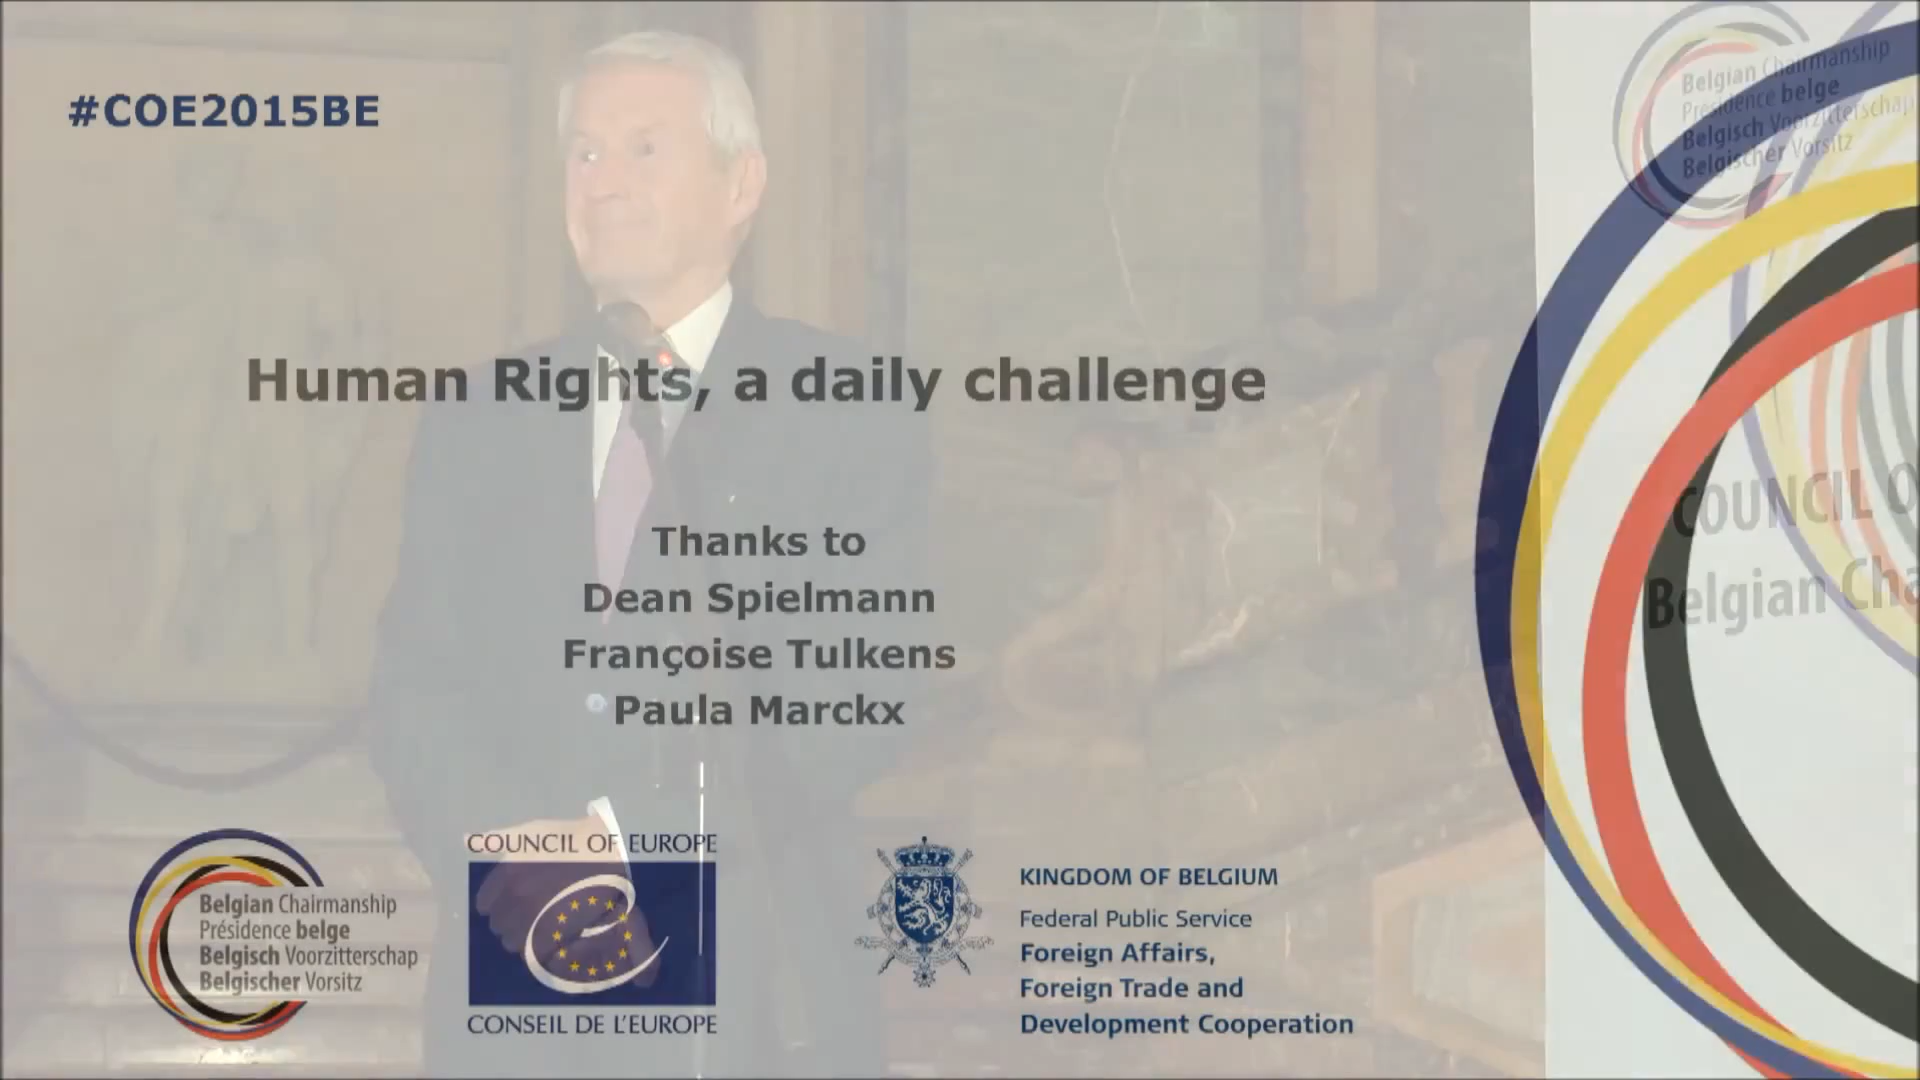 #COE2015BE
Belgian Chairmanship
Présidence belge
Belgisch Voorzitterschap
Belgischer Vorsitz
Human Rights, a daily challenge
COUNCIL O
Belgian Cha
Thanks to
Dean Spielmann
Françoise Tulkens
Paula Marckx
Belgian Chairmanship
Présidence belge
Belgisch Voorzitterschap
Belgischer Vorsitz
COUNCIL OF EUROPE
CONSEIL DE L'EUROPE
KINGDOM OF BELGIUM
Federal Public Service
Foreign Affairs,
Foreign Trade and
Development Cooperation